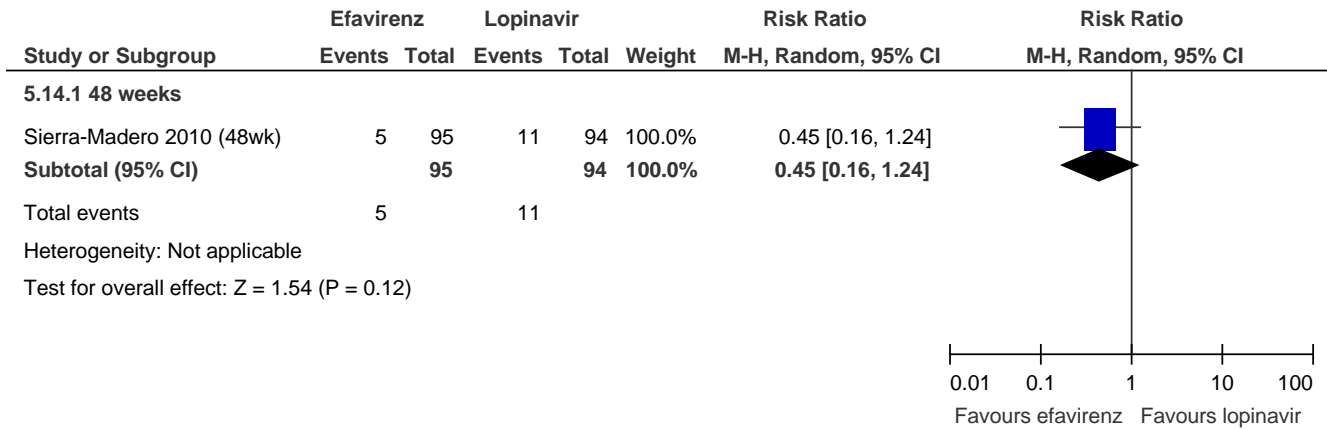 Efavirenz Lopinavir Risk Ratio Risk Ratio
Study or Subgroup Events Total Events Total Weight M-H, Random, 95% CI M-H, Random, 95% CI
5.14.1 48 weeks
Sierra-Madero 2010 (48wk) 5 95 11 94 100.0% 0.45 [0.16, 1.24]
Subtotal (95% CI) 95 94 100.0% 0.45 [0.16, 1.24]
Total events 5 11
Heterogeneity: Not applicable
Test for overall effect: Z = 1.54 (P = 0.12)
0.01 0.1 1 10 100
Favours efavirenz Favours lopinavir